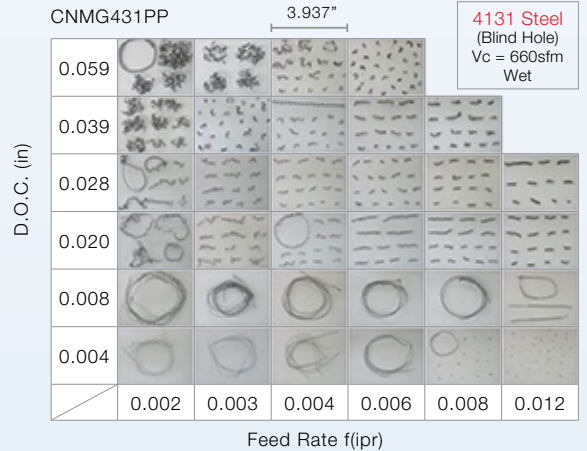 CNMG431PP
3.937”
4131 Steel
(Blind Hole)
Vc = 660sfm
Wet
D.O.C. (in)
0.059
0.039
0.028
0.020
0.008
0.004
0.002 0.003 0.004 0.006 0.008 0.012
Feed Rate f(ipr)